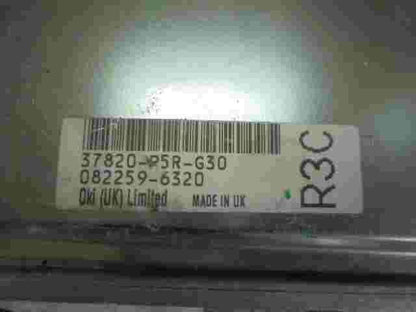 37820-P5R-G30
082259-6320
Oki (UK) Limited MADE IN UK
R3C